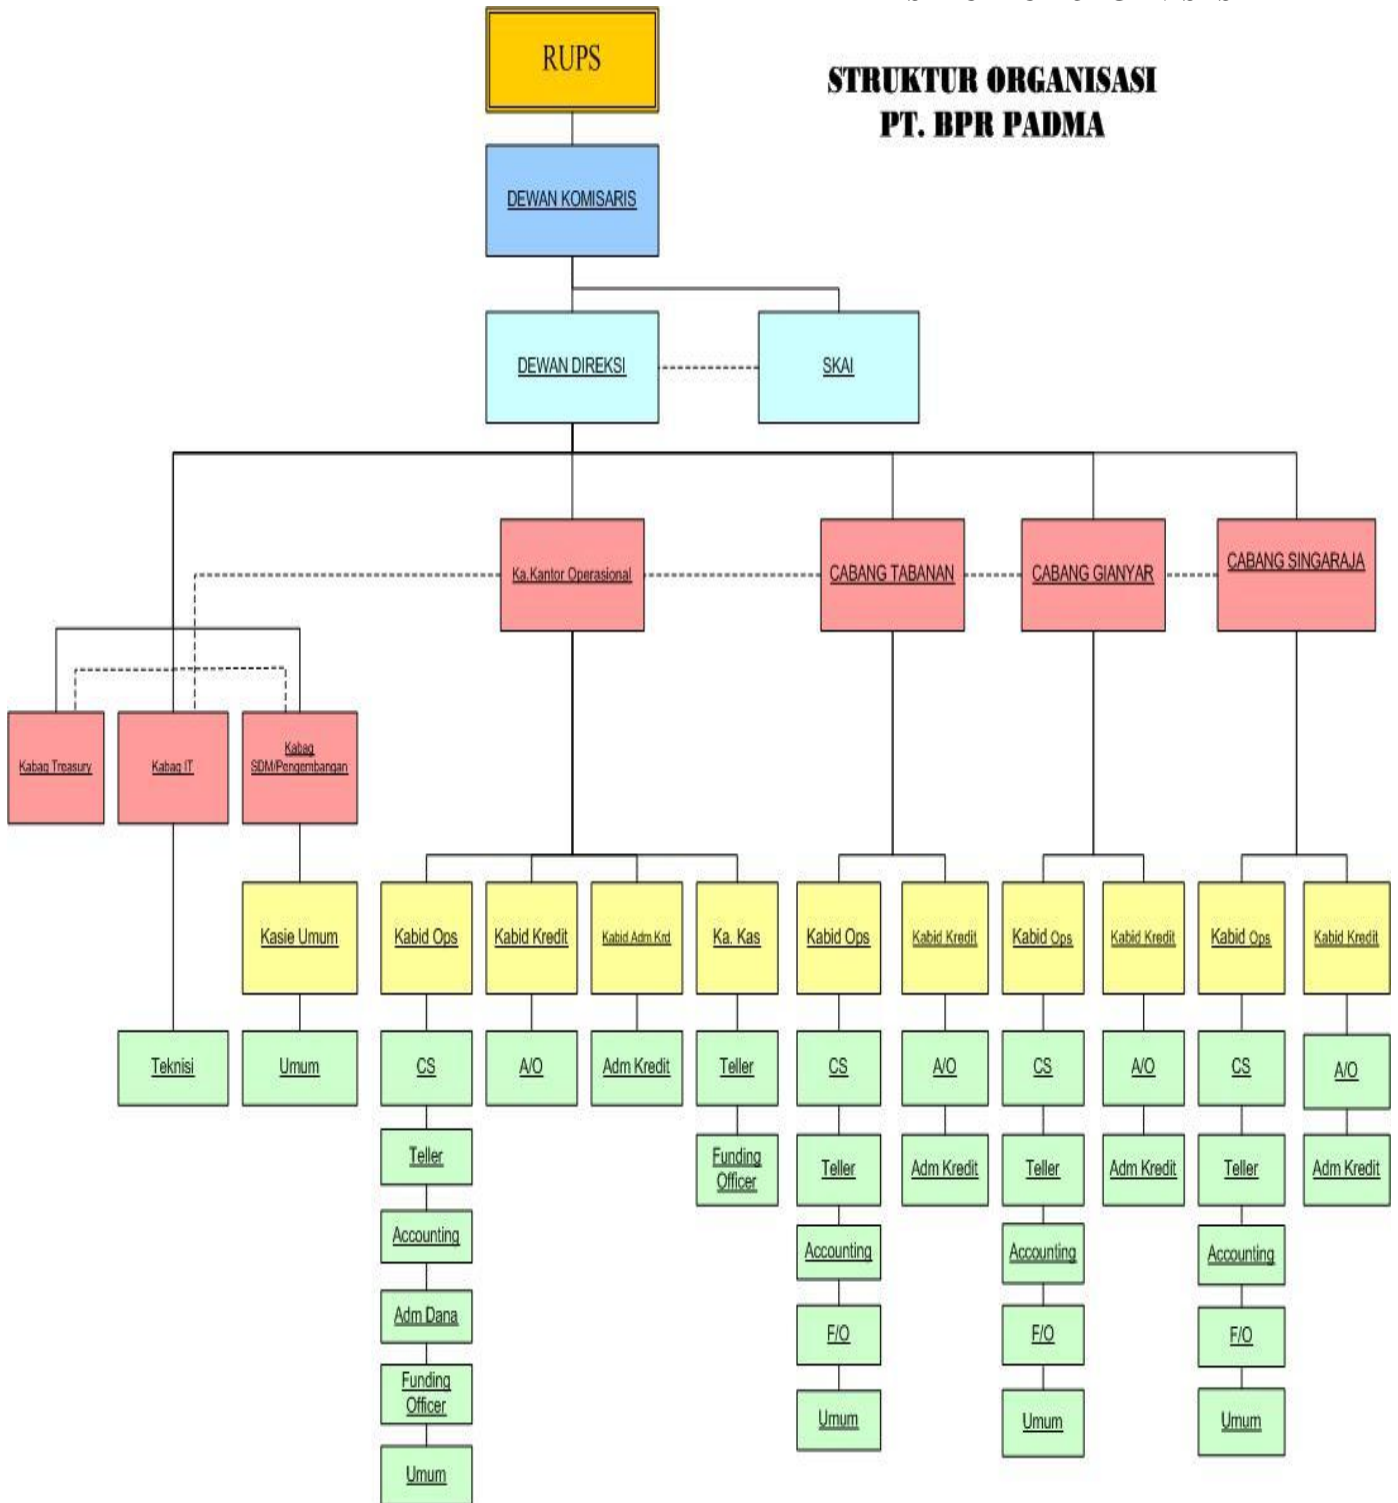 RUPS
STRUKTUR ORGANISASI
PT. BPR PADMA
DEWAN KOMISARIS
DEWAN DIREKSI
SKAI
Ka.Kantor Operasional
CABANG TABANAN
CABANG GIANYAR
CABANG SINGARAJA
Kabag Treasury
Kabag IT
Kabag
SDM/Pengembangan
Kasie Umum
Kabid Ops
Kabid Kredit
Kabid Adm Krd
Ka. Kas
Kabid Ops
Kabid Kredit
Kabid Ops
Kabid Kredit
Kabid Ops
Kabid Kredit
Teknisi
Umum
CS
A/O
Adm Kredit
Teller
CS
A/O
CS
A/O
CS
A/O
Teller
Funding
Officer
Teller
Adm Kredit
Teller
Adm Kredit
Teller
Adm Kredit
Accounting
Accounting
Accounting
Accounting
Adm Dana
F/O
F/O
F/O
Funding
Officer
Umum
Umum
Umum
Umum